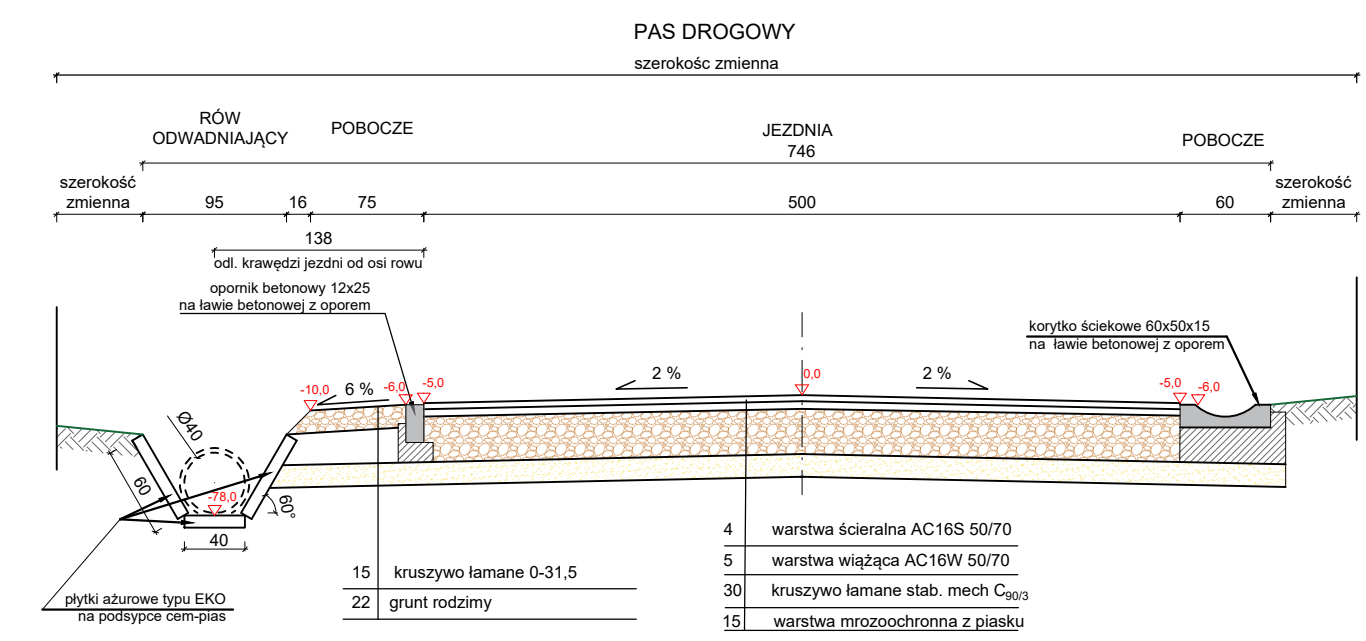 PAS DROGOWY
szerokośc zmienna
RÓW
ODWADNIAJĄCY
POBOCZE
JEZDNIA
746
POBOCZE
szerokość
zmienna
95
16
75
500
60
szerokość
zmienna
138
odl. krawędzi jezdni od osi rowu
opornik betonowy 12x25
na ławie betonowej z oporem
korytko ściekowe 60x50x15
na ławie betonowej z oporem
-10,0
6 %
-6,0
-5,0
2 %
0,0
2 %
-5,0
-6,0
Ø40
60
-78,0
60°
40
płytki ażurowe typu EKO
na podsypce cem-pias
15 kruszywo łamane 0-31,5
22 grunt rodzimy
4 warstwa ścieralna AC16S 50/70
5 warstwa wiążąca AC16W 50/70
30 kruszywo łamane stab. mech C90/3
15 warstwa mrozoochronna z piasku